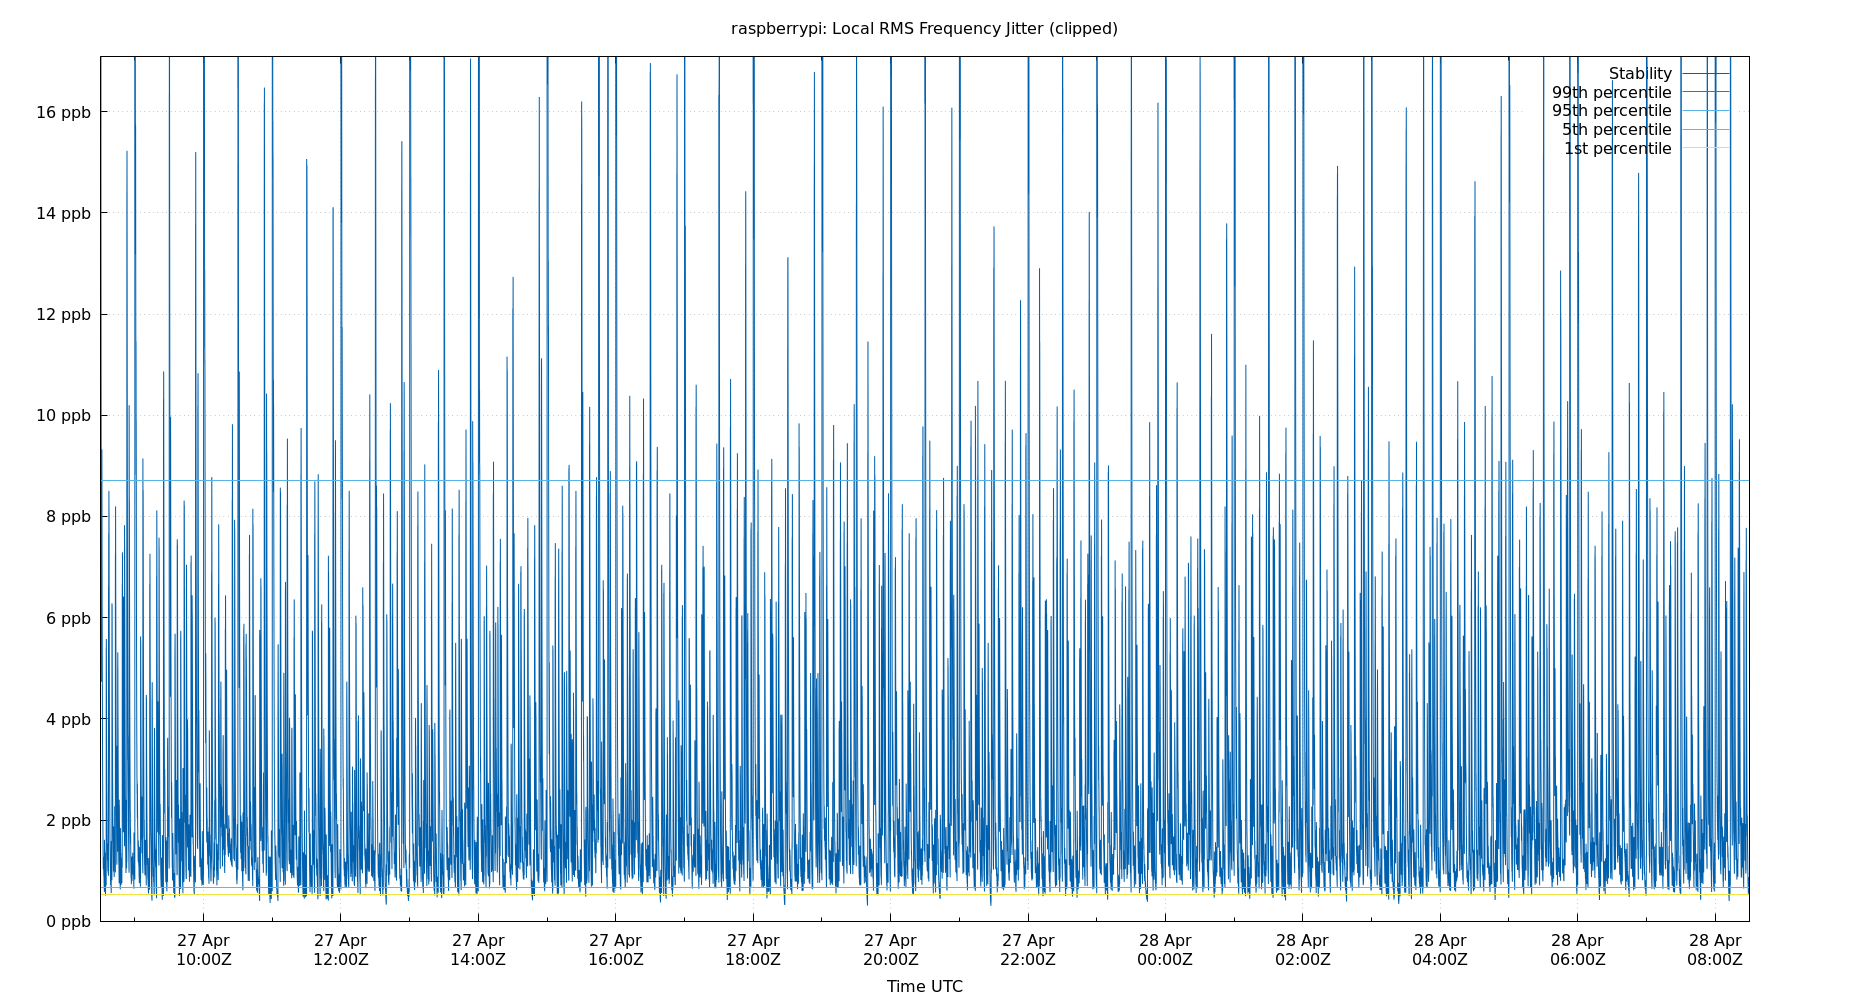 raspberrypi: Local RMS Frequency Jitter (clipped)
Stability
99th percentile
95th percentile
5th percentile
1st percentile
16 ppb
14 ppb
12 ppb
10 ppb
8 ppb
6 ppb
4 ppb
2 ppb
0 ppb
27 Apr 27 Apr 27 Apr 27 Apr 27 Apr 27 Apr 27 Apr 28 Apr 28 Apr 28 Apr 28 Apr 28 Apr
10:00Z 12:00Z 14:00Z 16:00Z 18:00Z 20:00Z 22:00Z 00:00Z 02:00Z 04:00Z 06:00Z 08:00Z
Time UTC